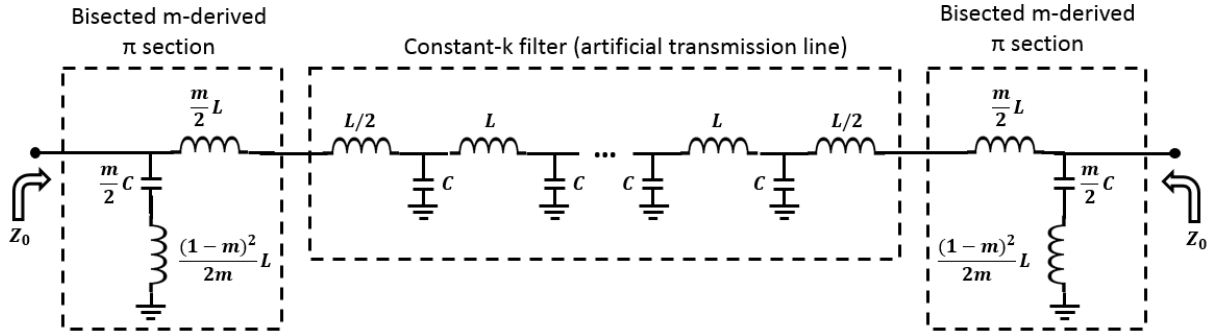 Bisected m-derived
π section
Constant-k filter (artificial transmission line)
Bisected m-derived
π section
m/2 L
L/2
L
L
L/2
m/2 L
m/2 C
C
C
...
C
C
m/2 C
Z₀
(1 − m)²/2m L
(1 − m)²/2m L
Z₀